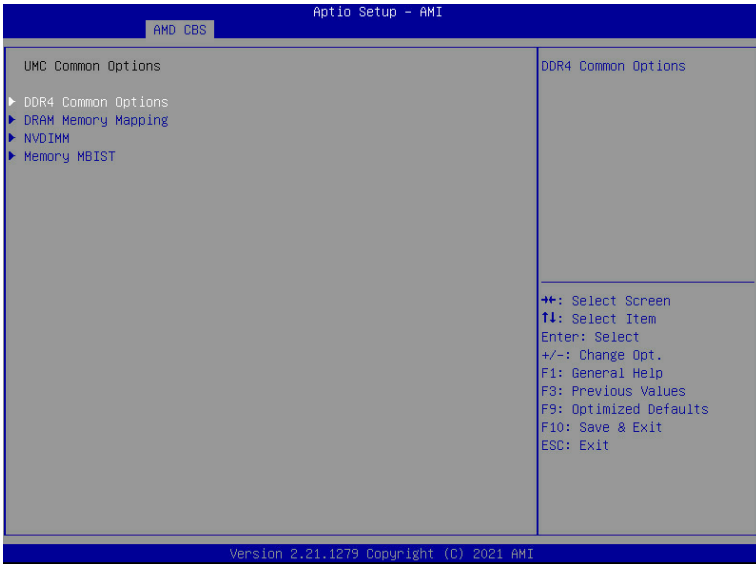 Aptio Setup – AMI
AMD CBS
UMC Common Options
DDR4 Common Options
DRAM Memory Mapping
NVDIMM
Memory MBIST
DDR4 Common Options
→←: Select Screen
↑↓: Select Item
Enter: Select
+/-: Change Opt.
F1: General Help
F3: Previous Values
F9: Optimized Defaults
F10: Save & Exit
ESC: Exit
Version 2.21.1279 Copyright (C) 2021 AMI